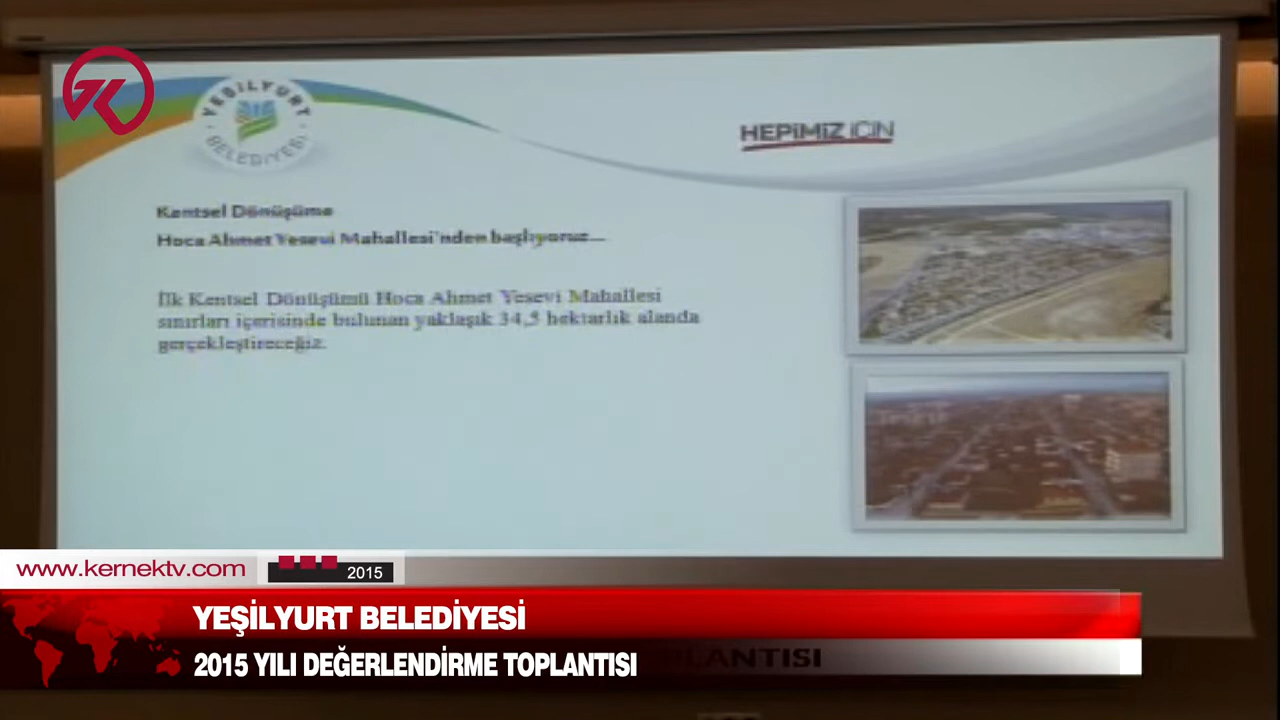 YEŞİLYURT
BELEDİYESİ
HEPİMİZ İÇİN
Kentsel Dönüşüme
Hoca Ahmet Yesevi Mahallesi'nden başlıyoruz...
İlk Kentsel Dönüşümü Hoca Ahmet Yesevi Mahallesi
sınırları içerisinde bulunan yaklaşık 34,5 hektarlık alanda
gerçekleştireceğiz.
www.kernektv.com
2015
YEŞİLYURT BELEDİYESİ
2015 YILI DEĞERLENDİRME TOPLANTISI